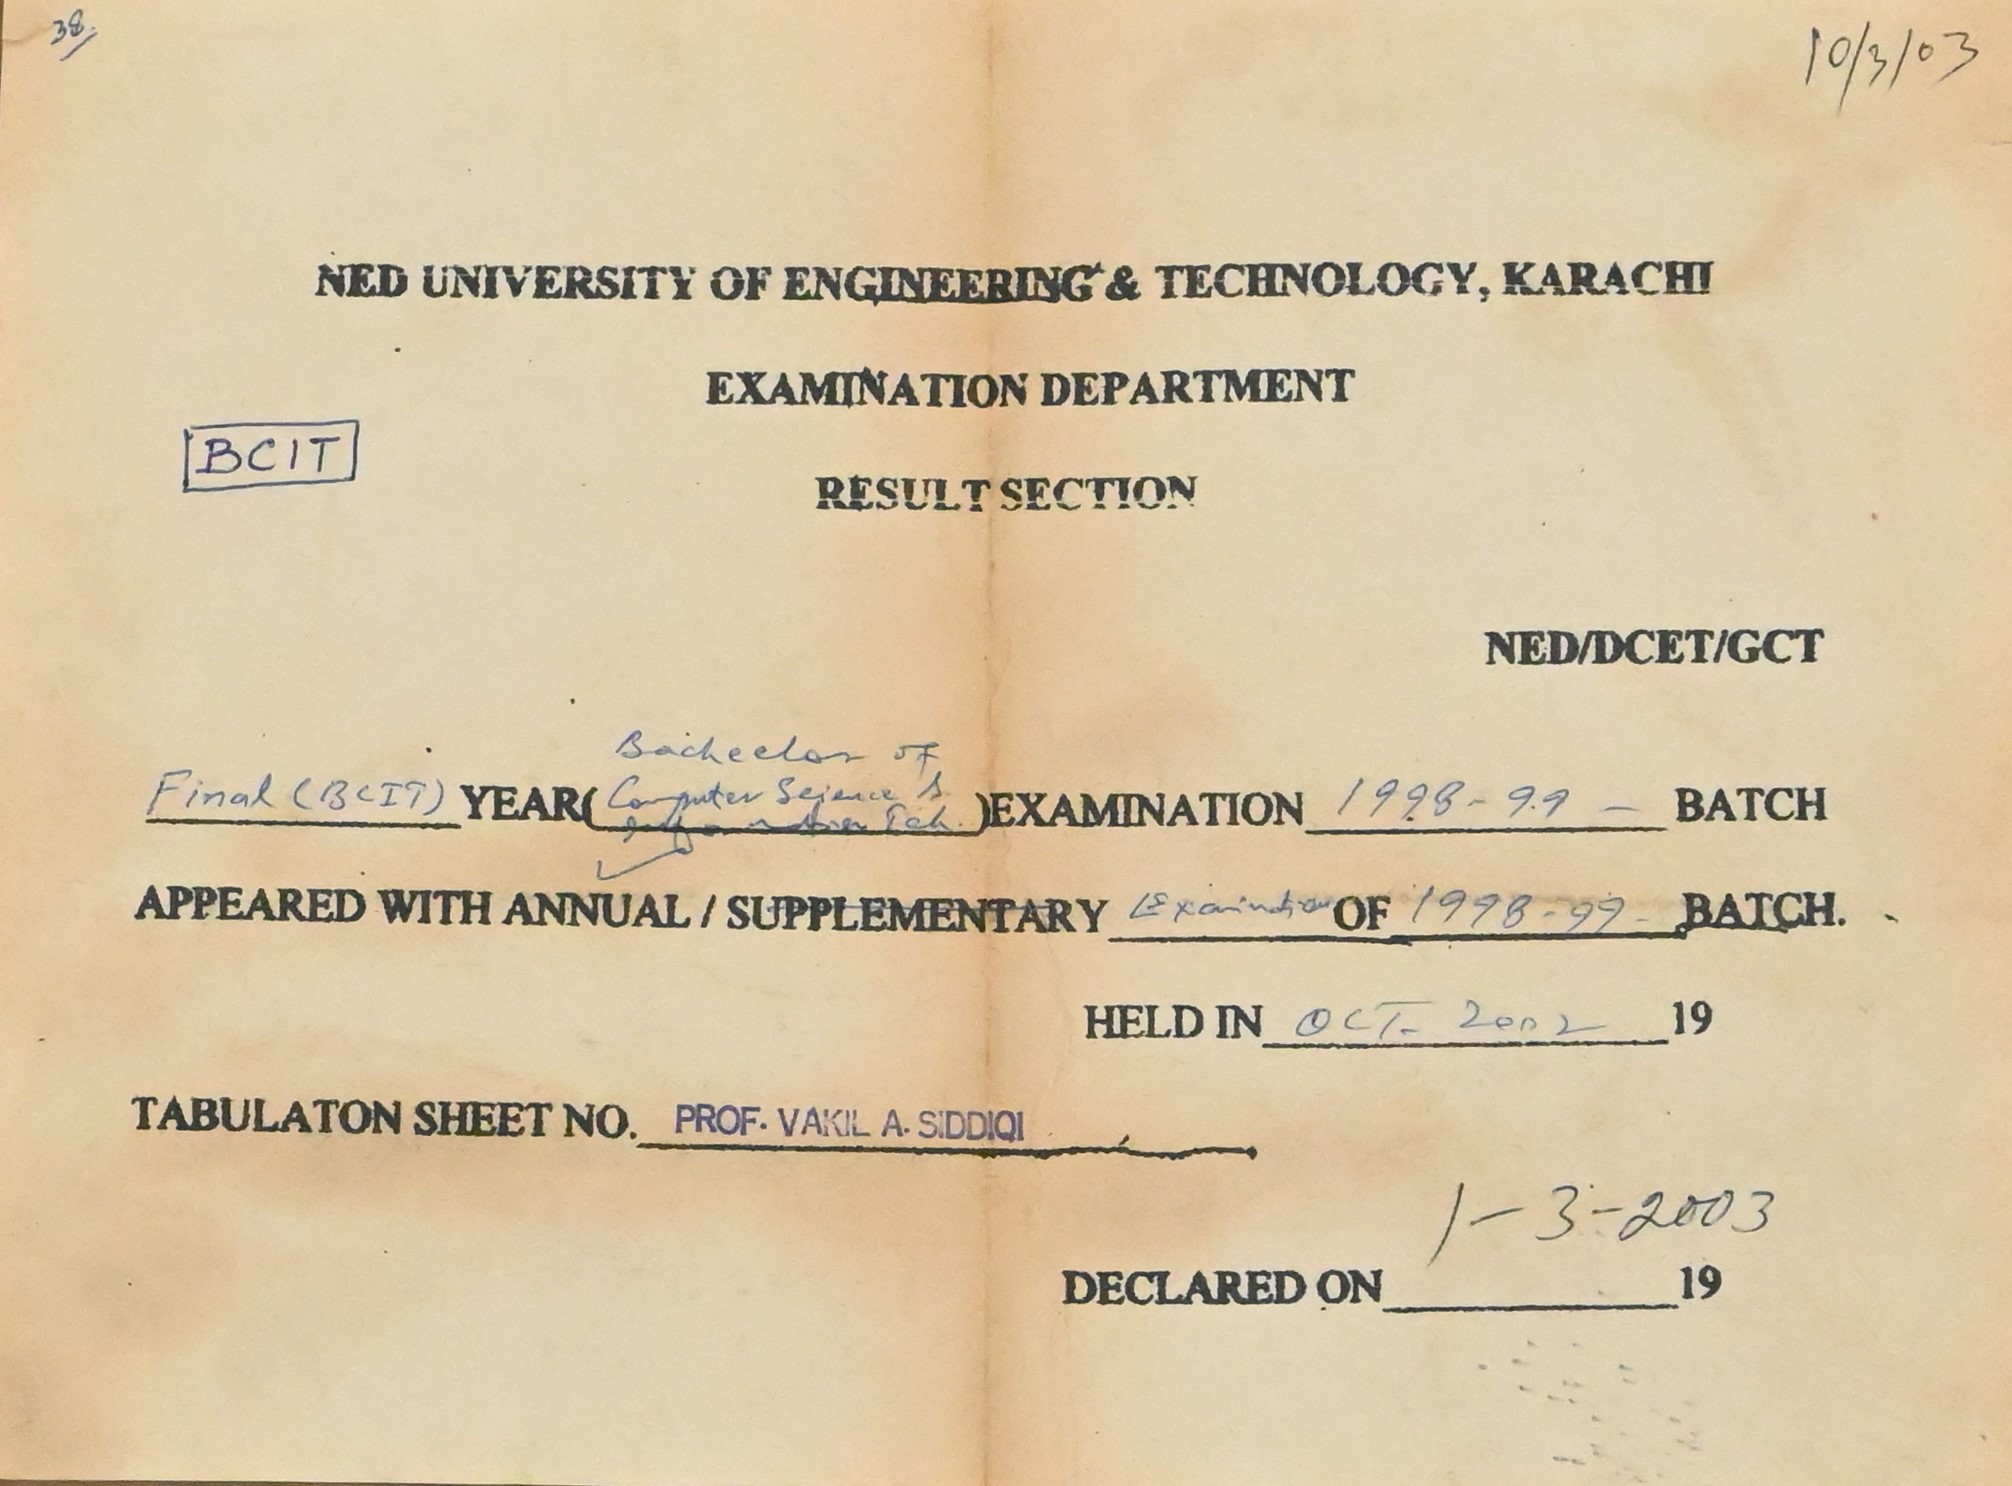 38/
10/3/03
NED UNIVERSITY OF ENGINEERING & TECHNOLOGY, KARACHI
EXAMINATION DEPARTMENT
BCIT
RESULT SECTION
NED/DCET/GCT
Bachelor of
Final (BCIT) YEAR( Computer Science & )EXAMINATION 1998-99 - BATCH
Information Tech.
APPEARED WITH ANNUAL / SUPPLEMENTARY Examination OF 1998-99- BATCH.
HELD IN OCT- 2002 19
TABULATON SHEET NO. PROF. VAKIL A. SIDDIQI
1-3-2003
DECLARED ON 19